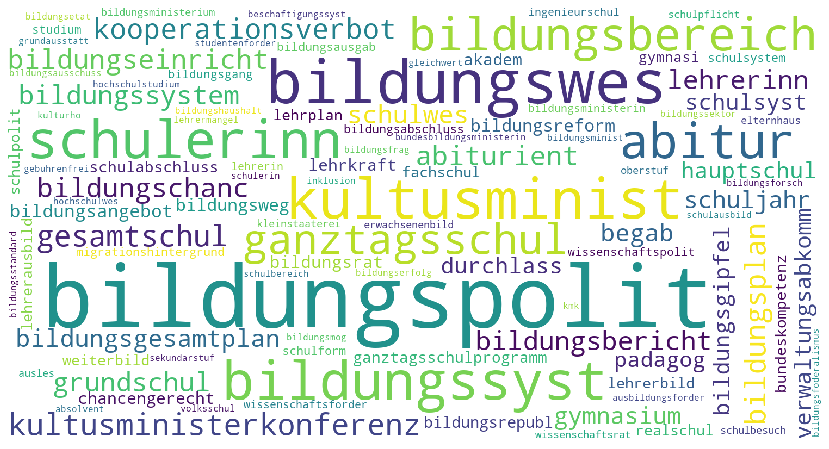 bildungsetat
bildungsministerium
beschaftigungssyst
ingenieurschul
schulpflicht
studium
kooperationsverbot
bildungsbereich
grundausstatt
studentenforder
bildungseinricht
bildungsausgab
gleichwert
akadem
gymnasi
schulsystem
bildungsausschuss
bildungsgang
bildungswes
lehrerinn
hochschulstudium
bildungssystem
bildungshaushalt
schulwes
bildungsministerin
schulsyst
kulturho
lehrermangel
lehrplan
bildungsabschluss
bildungsreform
bildungssektor
elternhaus
schulerinn
bundesbildungsministerin
bildungsminist
abitur
schulpolit
bildungsfrag
abiturient
gebuhrenfrei
schulabschluss
lehrerin
lehrkraft
fachschul
oberstuf
hauptschul
schulerin
inklusion
bildungsforsch
bildungschanc
hochschulwes
bildungsangebot
bildungsweg
kultusminist
schuljahr
kleinstaaterei
erwachsenenbild
schulausbild
gesamtschul
ganztagsschul
begab
bildungsstandard
lehrerausbild
migrationshintergrund
bildungsrat
durchlass
wissenschaftspolit
schulbereich
bildungserfolg
bildungspolit
kmk
bildungsgipfel
bildungsplan
bundeskompetenz
verwaltungsabkomm
bildungsfoderalismus
bildungsgesamtplan
bildungsmog
bildungsbericht
weiterbild
sekundarstuf
schulform
ganztagsschulprogramm
padagog
ausles
grundschul
bildungssyst
lehrerbild
chancengerecht
ausbildungsforder
absolvent
volksschul
wissenschaftsforder
kultusministerkonferenz
bildungsrepubl
gymnasium
wissenschaftsrat
realschul
schulbesuch